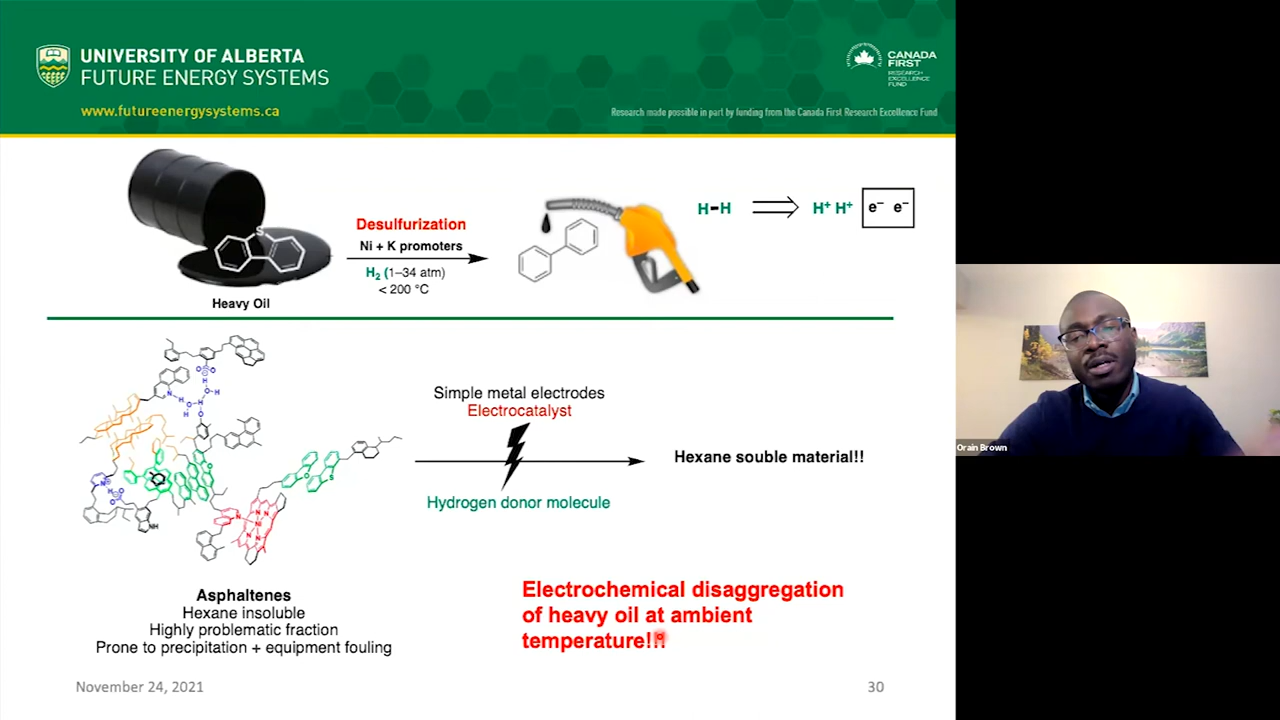 UNIVERSITY OF ALBERTA
FUTURE ENERGY SYSTEMS
www.futureenergysystems.ca
CANADA
FIRST
RESEARCH
EXCELLENCE
FUND
Research made possible in part by funding from the Canada First Research Excellence Fund
S
Heavy Oil
Desulfurization
Ni + K promoters
H₂ (1–34 atm)
< 200 °C
H-H
H⁺ H⁺
e⁻ e⁻
Simple metal electrodes
Electrocatalyst
Hydrogen donor molecule
Hexane souble material!!
Asphaltenes
Hexane insoluble
Highly problematic fraction
Prone to precipitation + equipment fouling
Electrochemical disaggregation
of heavy oil at ambient
temperature!!!
November 24, 2021
30
Orain Brown